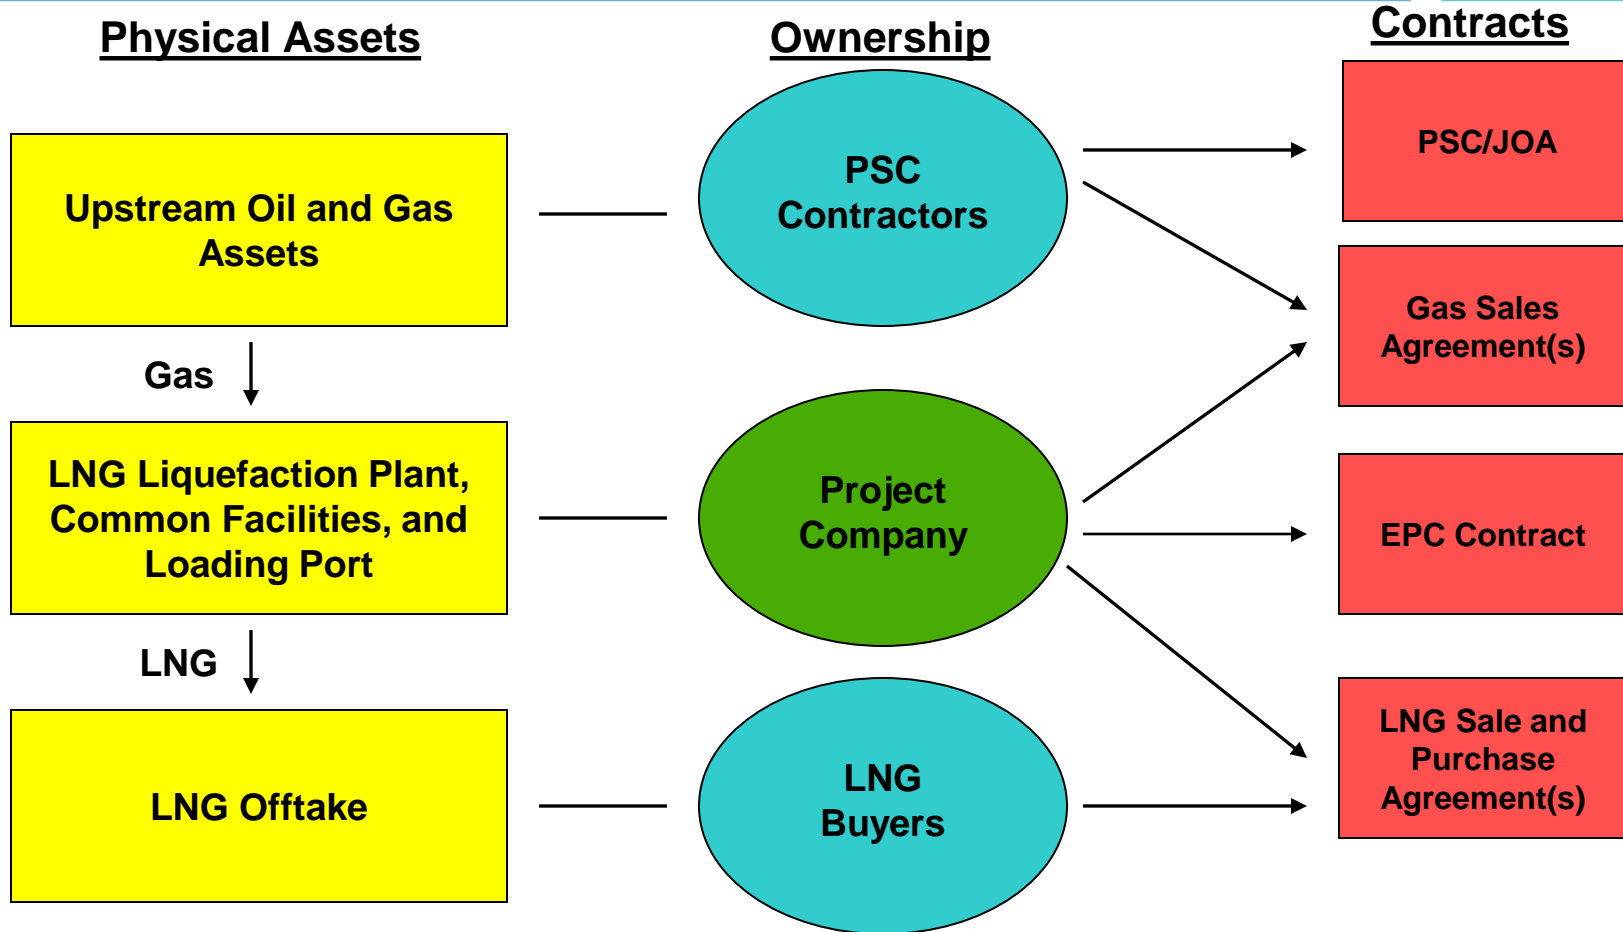 Physical Assets
Ownership
Contracts
Upstream Oil and Gas
Assets
PSC
Contractors
PSC/JOA
Gas Sales
Agreement(s)
Gas
LNG Liquefaction Plant,
Common Facilities, and
Loading Port
Project
Company
EPC Contract
LNG
LNG Offtake
LNG
Buyers
LNG Sale and
Purchase
Agreement(s)